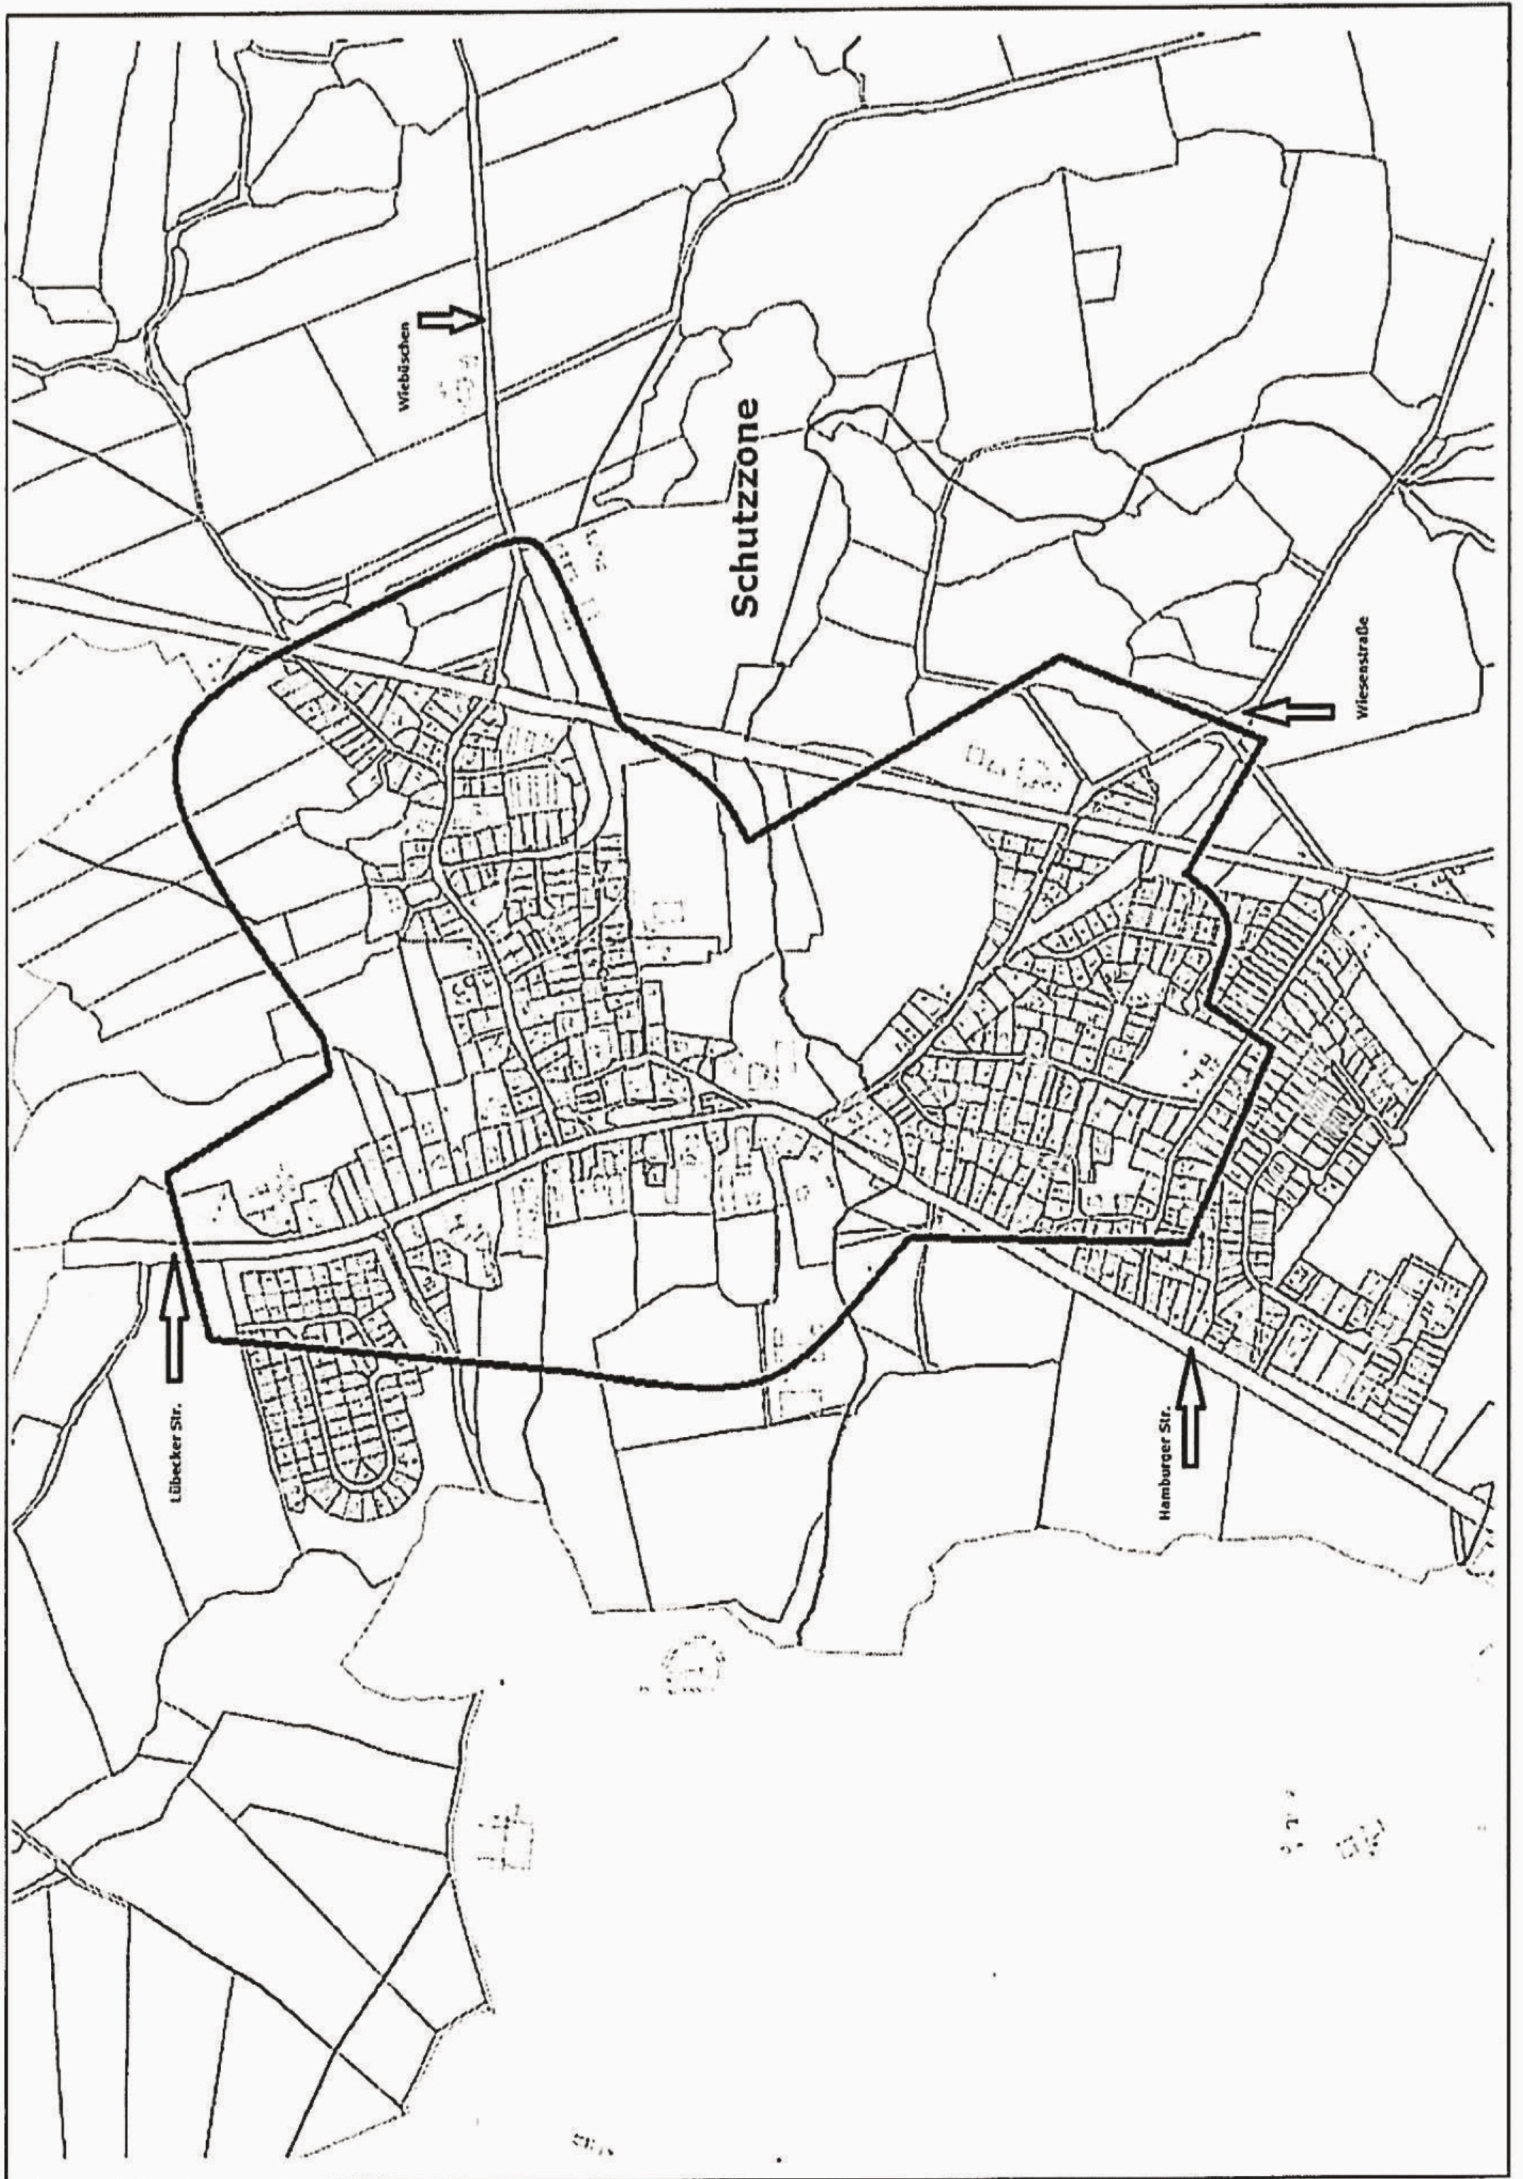 Wiebüschen
Schutzzone
Wiesenstraße
Lübecker Str.
Hamburger Str.